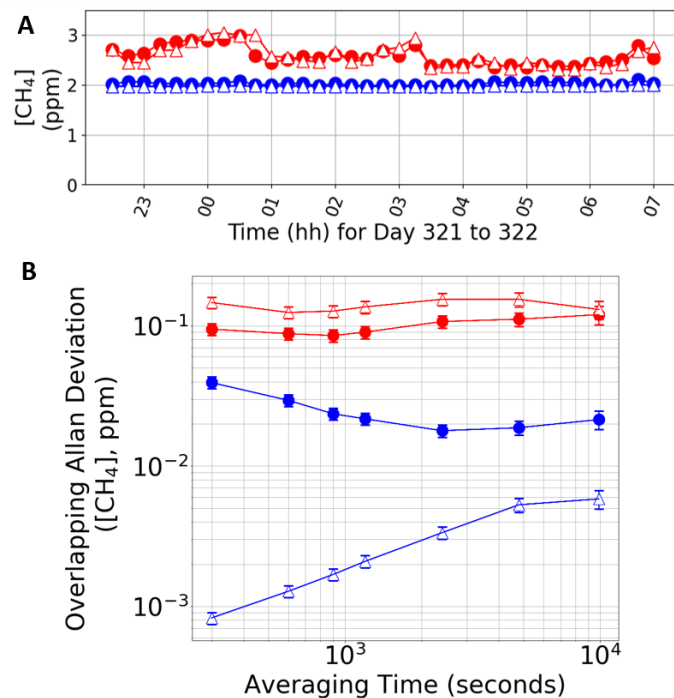 A
3
2
1
0
[CH₄]
(ppm)
23
00
01
02
03
04
05
06
07
Time (hh) for Day 321 to 322
B
10⁻¹
10⁻²
10⁻³
Overlapping Allan Deviation
([CH₄], ppm)
10³
10⁴
Averaging Time (seconds)